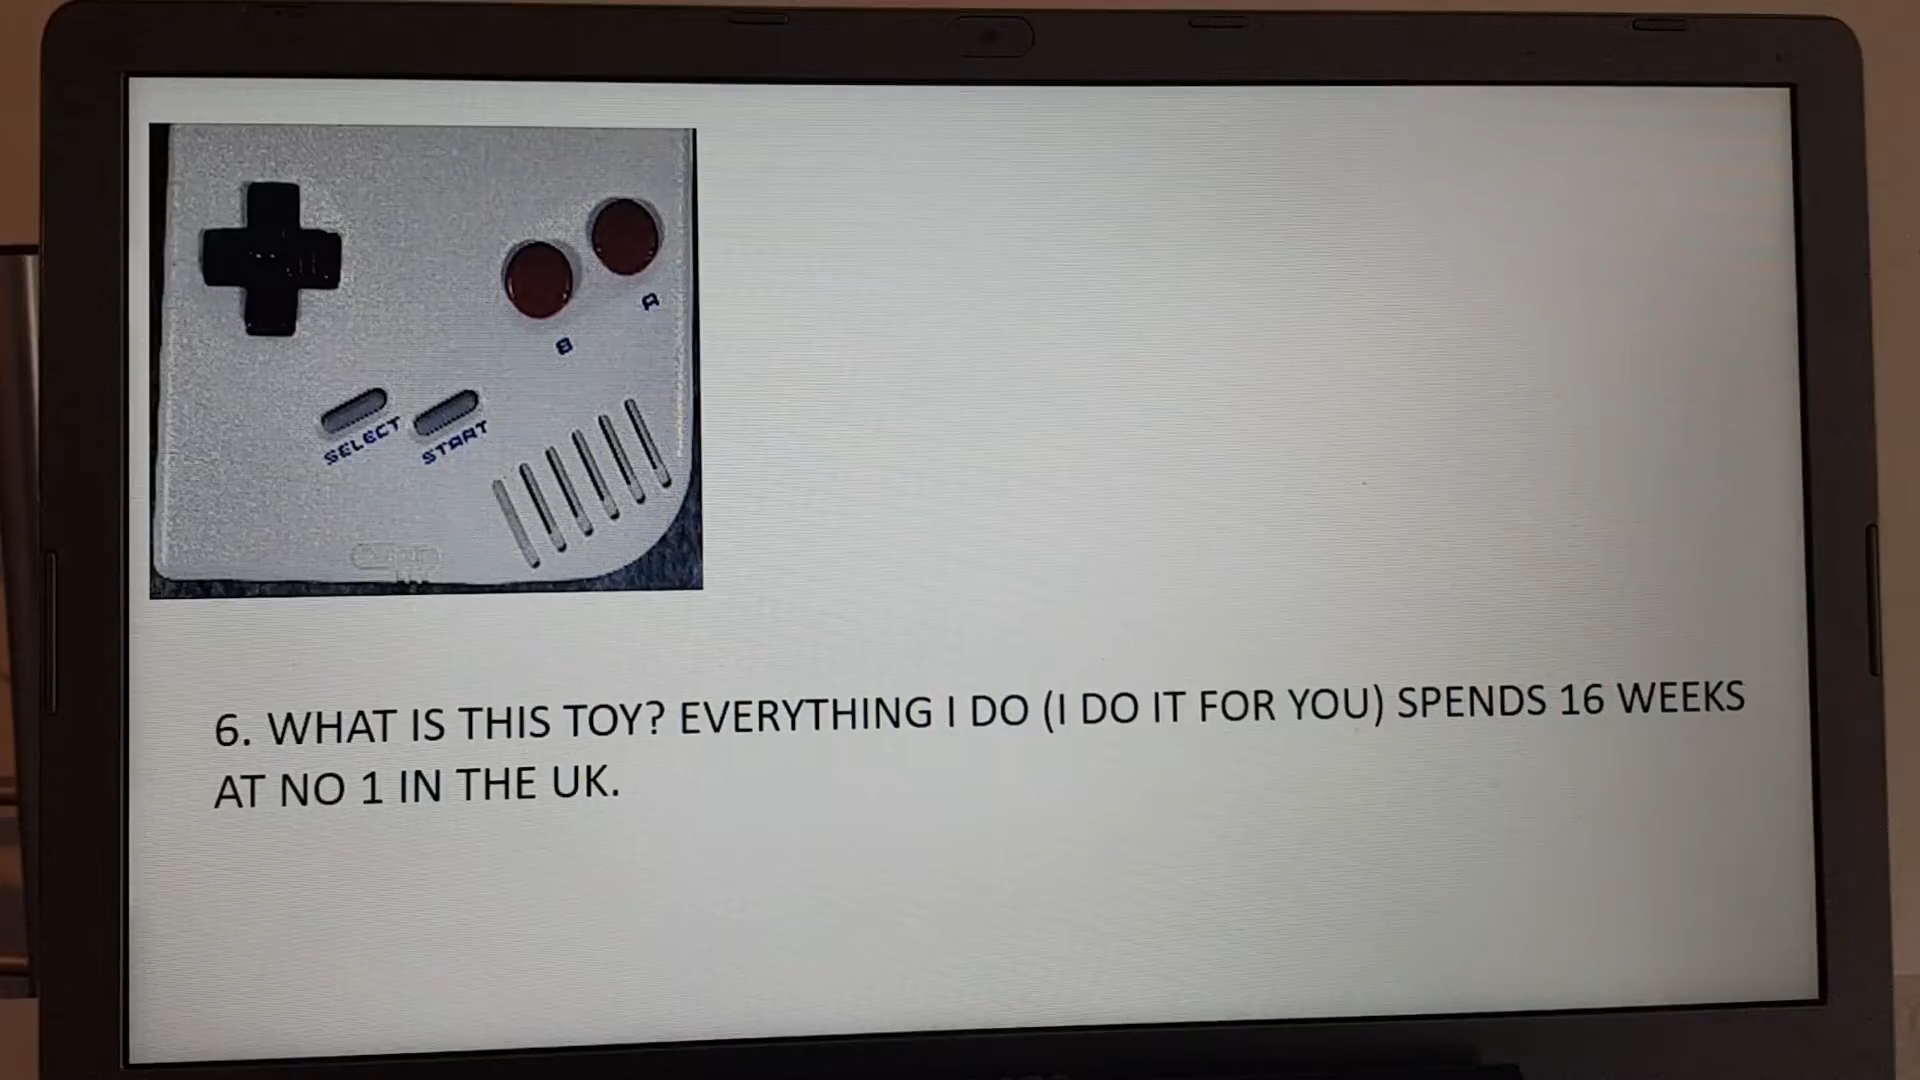 A
B
SELECT START
6. WHAT IS THIS TOY? EVERYTHING I DO (I DO IT FOR YOU) SPENDS 16 WEEKS
AT NO 1 IN THE UK.